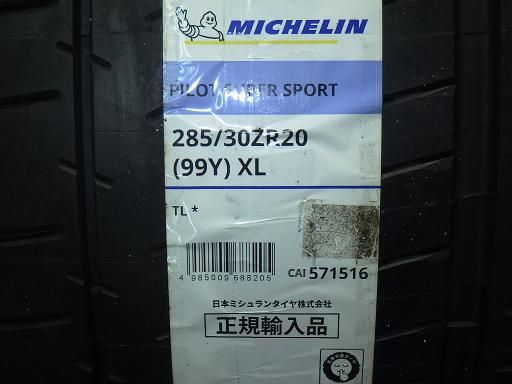 MICHELIN
PILOT SUPER SPORT
285/30ZR20
(99Y) XL
TL *
CAI 571516
4 985009 688205
日本ミシュランタイヤ株式会社
正規輸入品